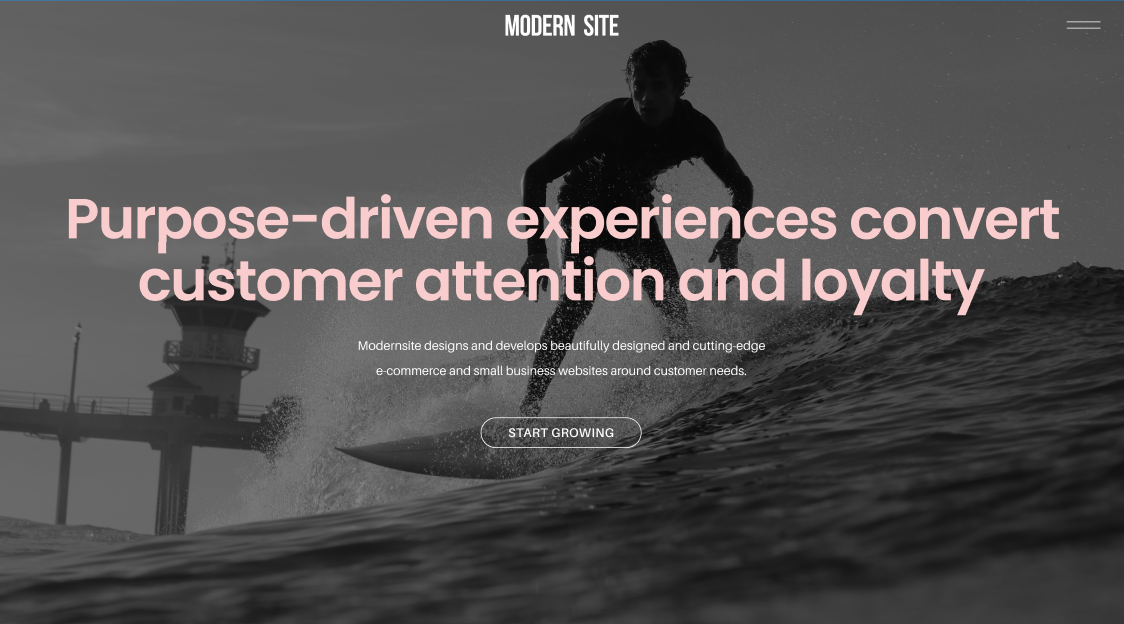 MODERN SITE
Purpose-driven experiences convert
customer attention and loyalty
Modernsite designs and develops beautifully designed and cutting-edge
e-commerce and small business websites around customer needs.
START GROWING